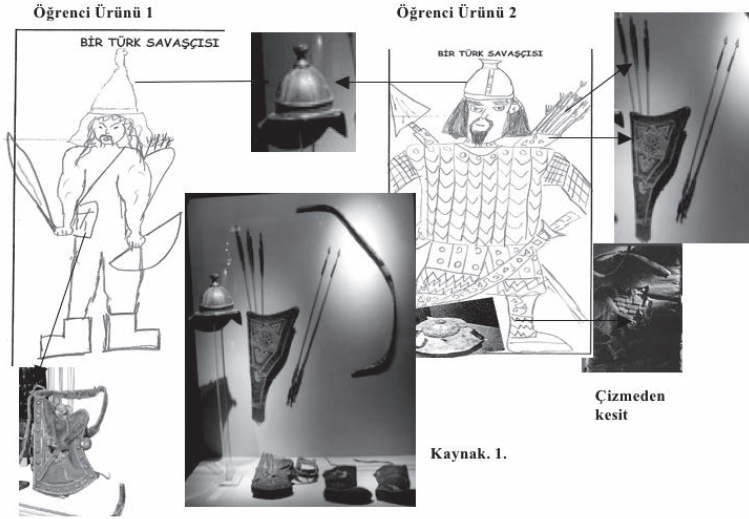 Öğrenci Ürünü 1
Öğrenci Ürünü 2
BİR TÜRK SAVAŞÇISI
BİR TÜRK SAVAŞÇISI
Çizmeden
kesit
Kaynak. 1.